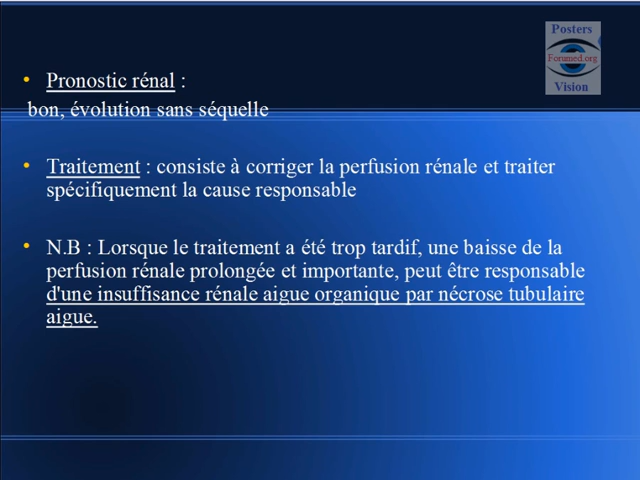 Posters
Forumed.org
Vision
• Pronostic rénal :
bon, évolution sans séquelle
• Traitement : consiste à corriger la perfusion rénale et traiter
spécifiquement la cause responsable
• N.B : Lorsque le traitement a été trop tardif, une baisse de la
perfusion rénale prolongée et importante, peut être responsable
d'une insuffisance rénale aigue organique par nécrose tubulaire
aigue.